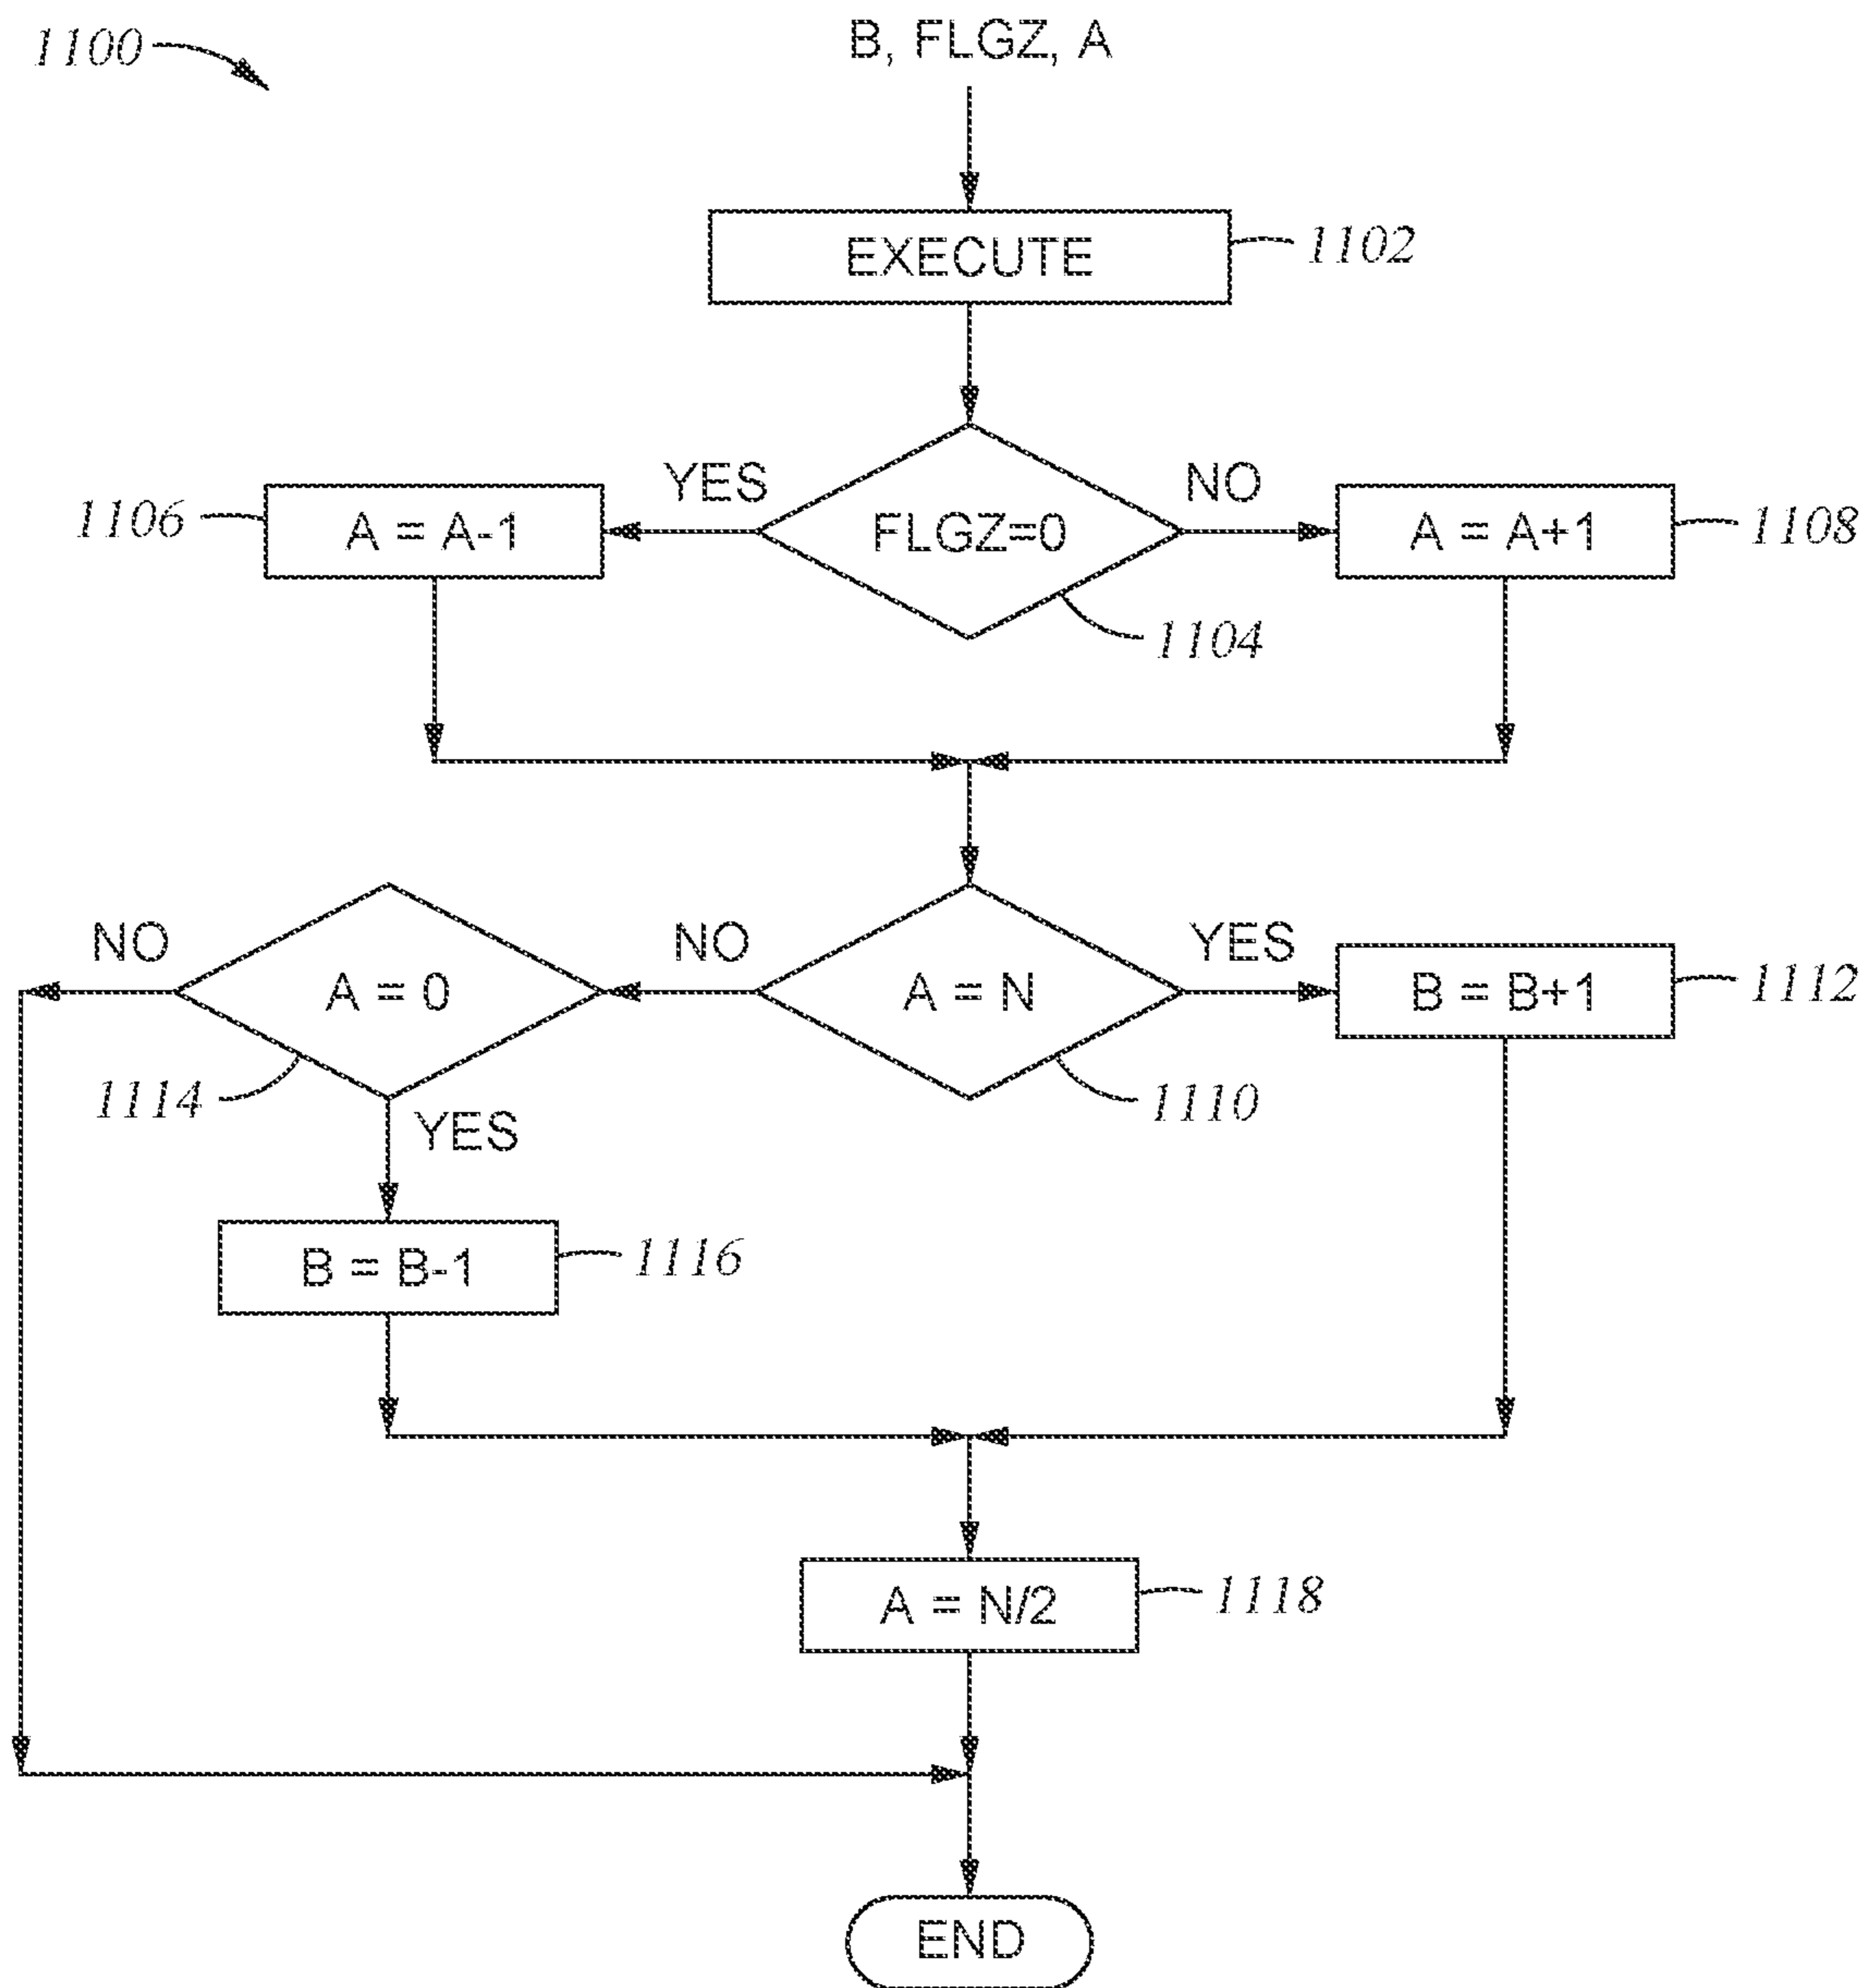 1100
B, FLGZ, A
EXECUTE
1102
YES
NO
1106
A = A-1
FLGZ=0
A = A+1
1108
1104
NO
NO
YES
A = 0
A = N
B = B+1
1112
1114
1110
YES
B = B-1
1116
A = N/2
1118
END